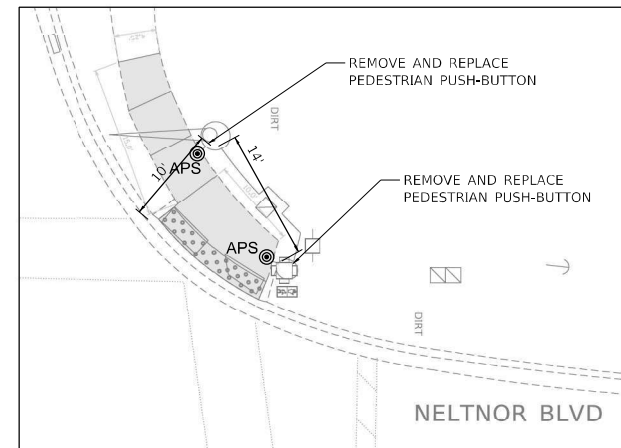 REMOVE AND REPLACE
PEDESTRIAN PUSH-BUTTON
DIRT
10'
14'
APS
REMOVE AND REPLACE
PEDESTRIAN PUSH-BUTTON
APS
DIRT
NELTNOR BLVD